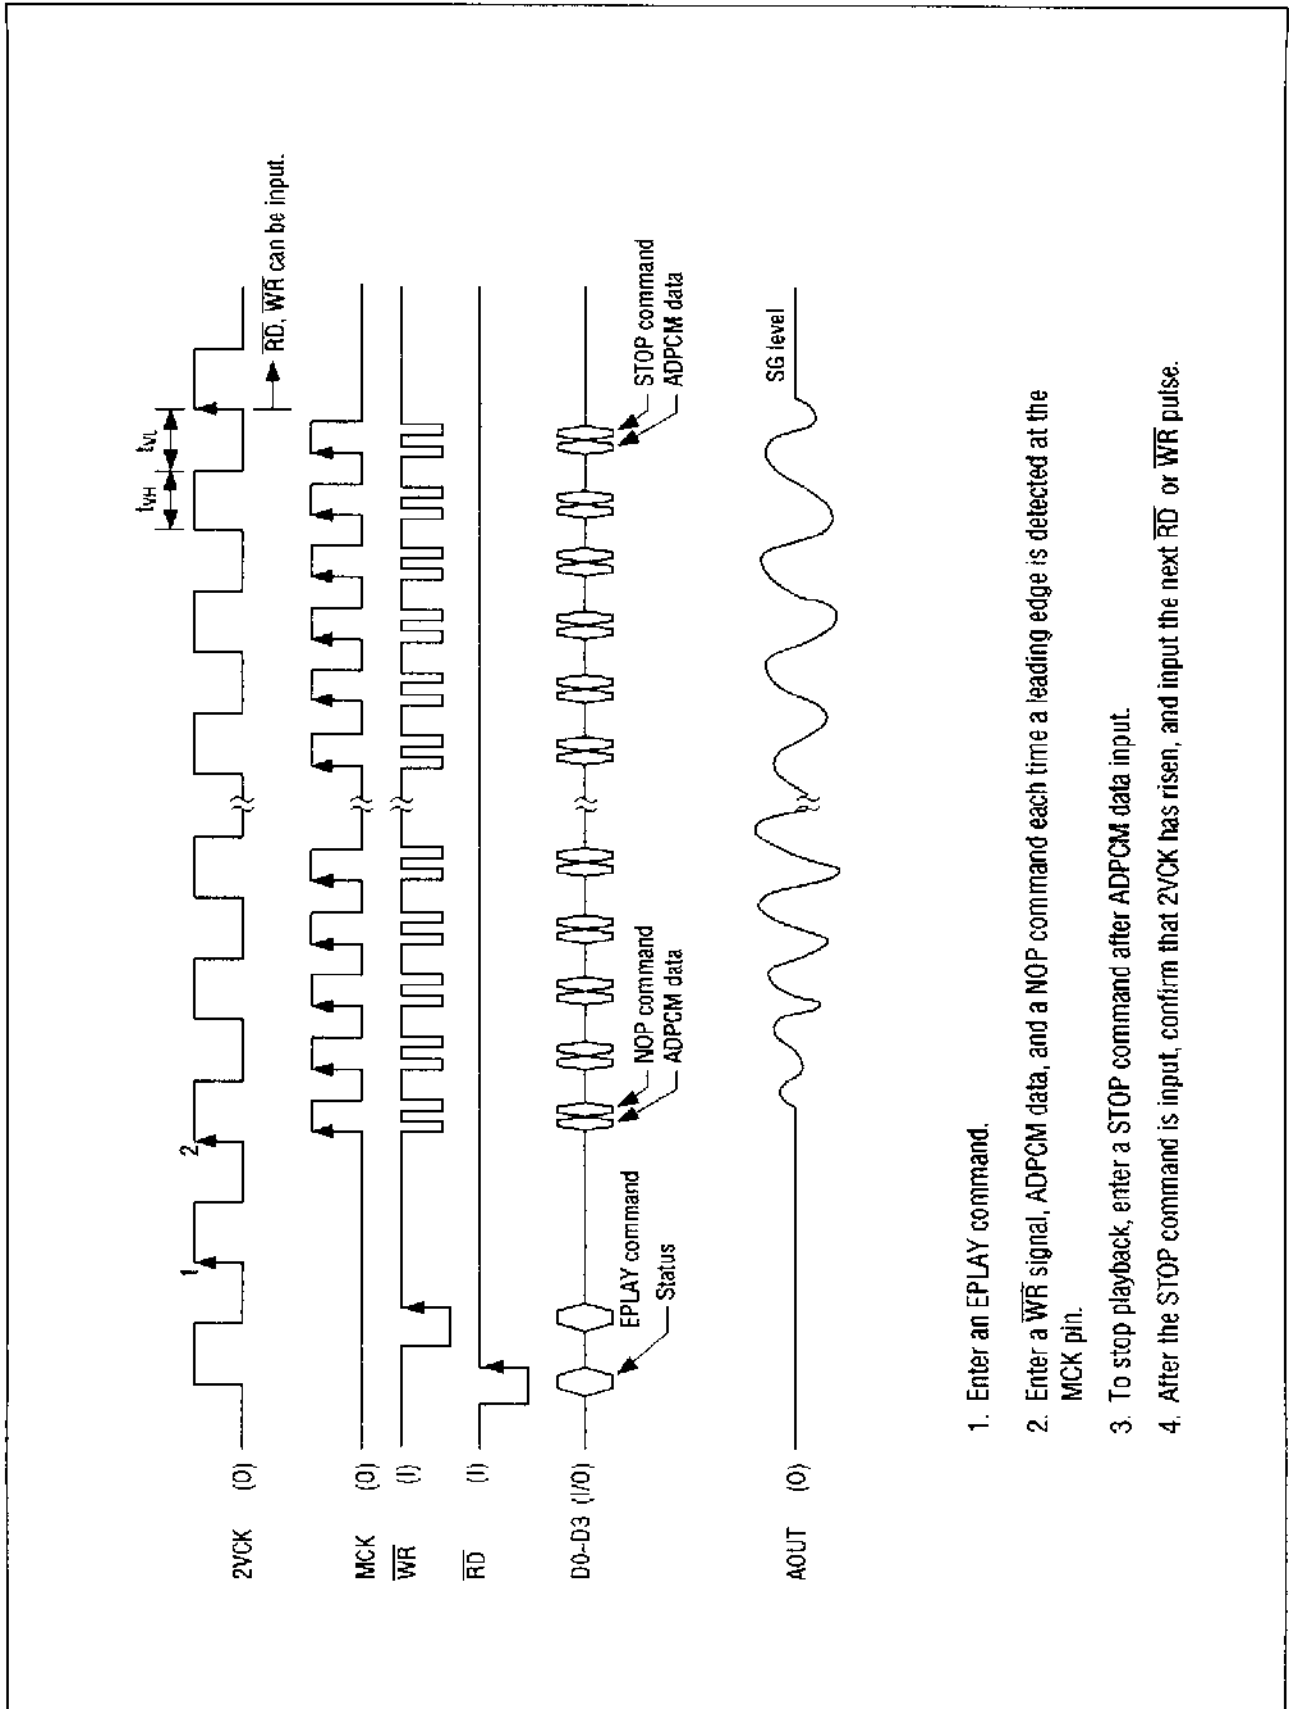 tVH
tVL
RD, WR can be input.
2VCK (O)
1
2
MCK (O)
WR (I)
RD (I)
D0~D3 (I/O)
Status
EPLAY command
NOP command
ADPCM data
STOP command
ADPCM data
AOUT (O)
SG level
1. Enter an EPLAY command.
2. Enter a WR signal, ADPCM data, and a NOP command each time a leading edge is detected at the
MCK pin.
3. To stop playback, enter a STOP command after ADPCM data input.
4. After the STOP command is input, confirm that 2VCK has risen, and input the next RD or WR pulse.